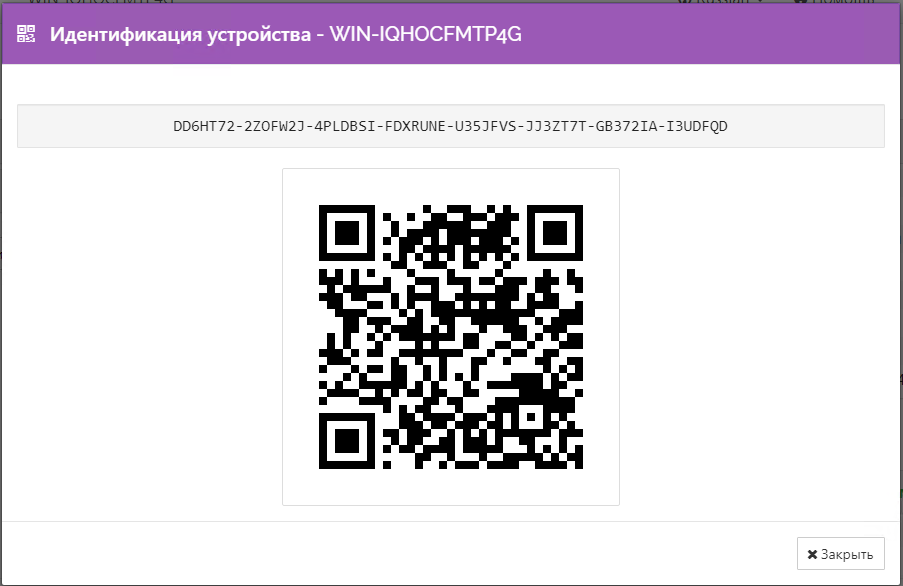 Идентификация устройства - WIN-IQHOCFMTP4G
DD6HT72-2ZOFW2J-4PLDBSI-FDXRUNE-U35JFVS-JJ3ZT7T-GB372IA-I3UDFQD
Закрыть